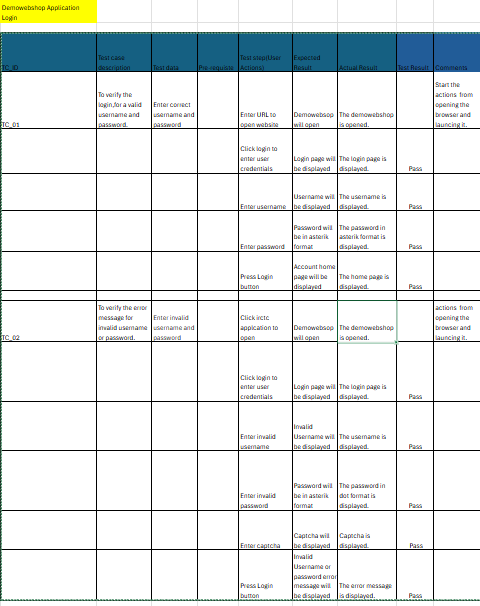 Demowebshop Application
Login
TC_ID
Test case
description
Test data
Pre-requisite
Test step(User
Actions)
Expected
Result
Actual Result
Test Result
Comments
TC_01
To verify the
login,for a valid
username and
password.
Enter correct
username and
password
Enter URL to
open website
Demowebsop
will open
The demowebshop
is opened.
Start the
actions from
opening the
browser and
launcing it.
Click login to
enter user
credentials
Login page will
be displayed
The login page is
displayed.
Pass
Enter username
Username will
be displayed
The username is
displayed.
Pass
Enter password
Password will
be in asterik
format
The password in
asterik format is
displayed.
Pass
Press Login
button
Account home
page will be
displayed
The home page is
displayed.
Pass
TC_02
To verify the error
message for
invalid username
or password.
Enter invalid
username and
password
Click irctc
application to
open
Demowebsop
will open
The demowebshop
is opened.
actions from
opening the
browser and
launcing it.
Click login to
enter user
credentials
Login page will
be displayed
The login page is
displayed.
Pass
Enter invalid
username
Invalid
Username will
be displayed
The username is
displayed.
Pass
Enter invalid
password
Password will
be in asterik
format
The password in
dot format is
displayed.
Pass
Enter captcha
Captcha will
be displayed
Captcha is
displayed.
Pass
Press Login
button
Invalid
Username or
password error
message will
be displayed
The error message
is displayed.
Pass